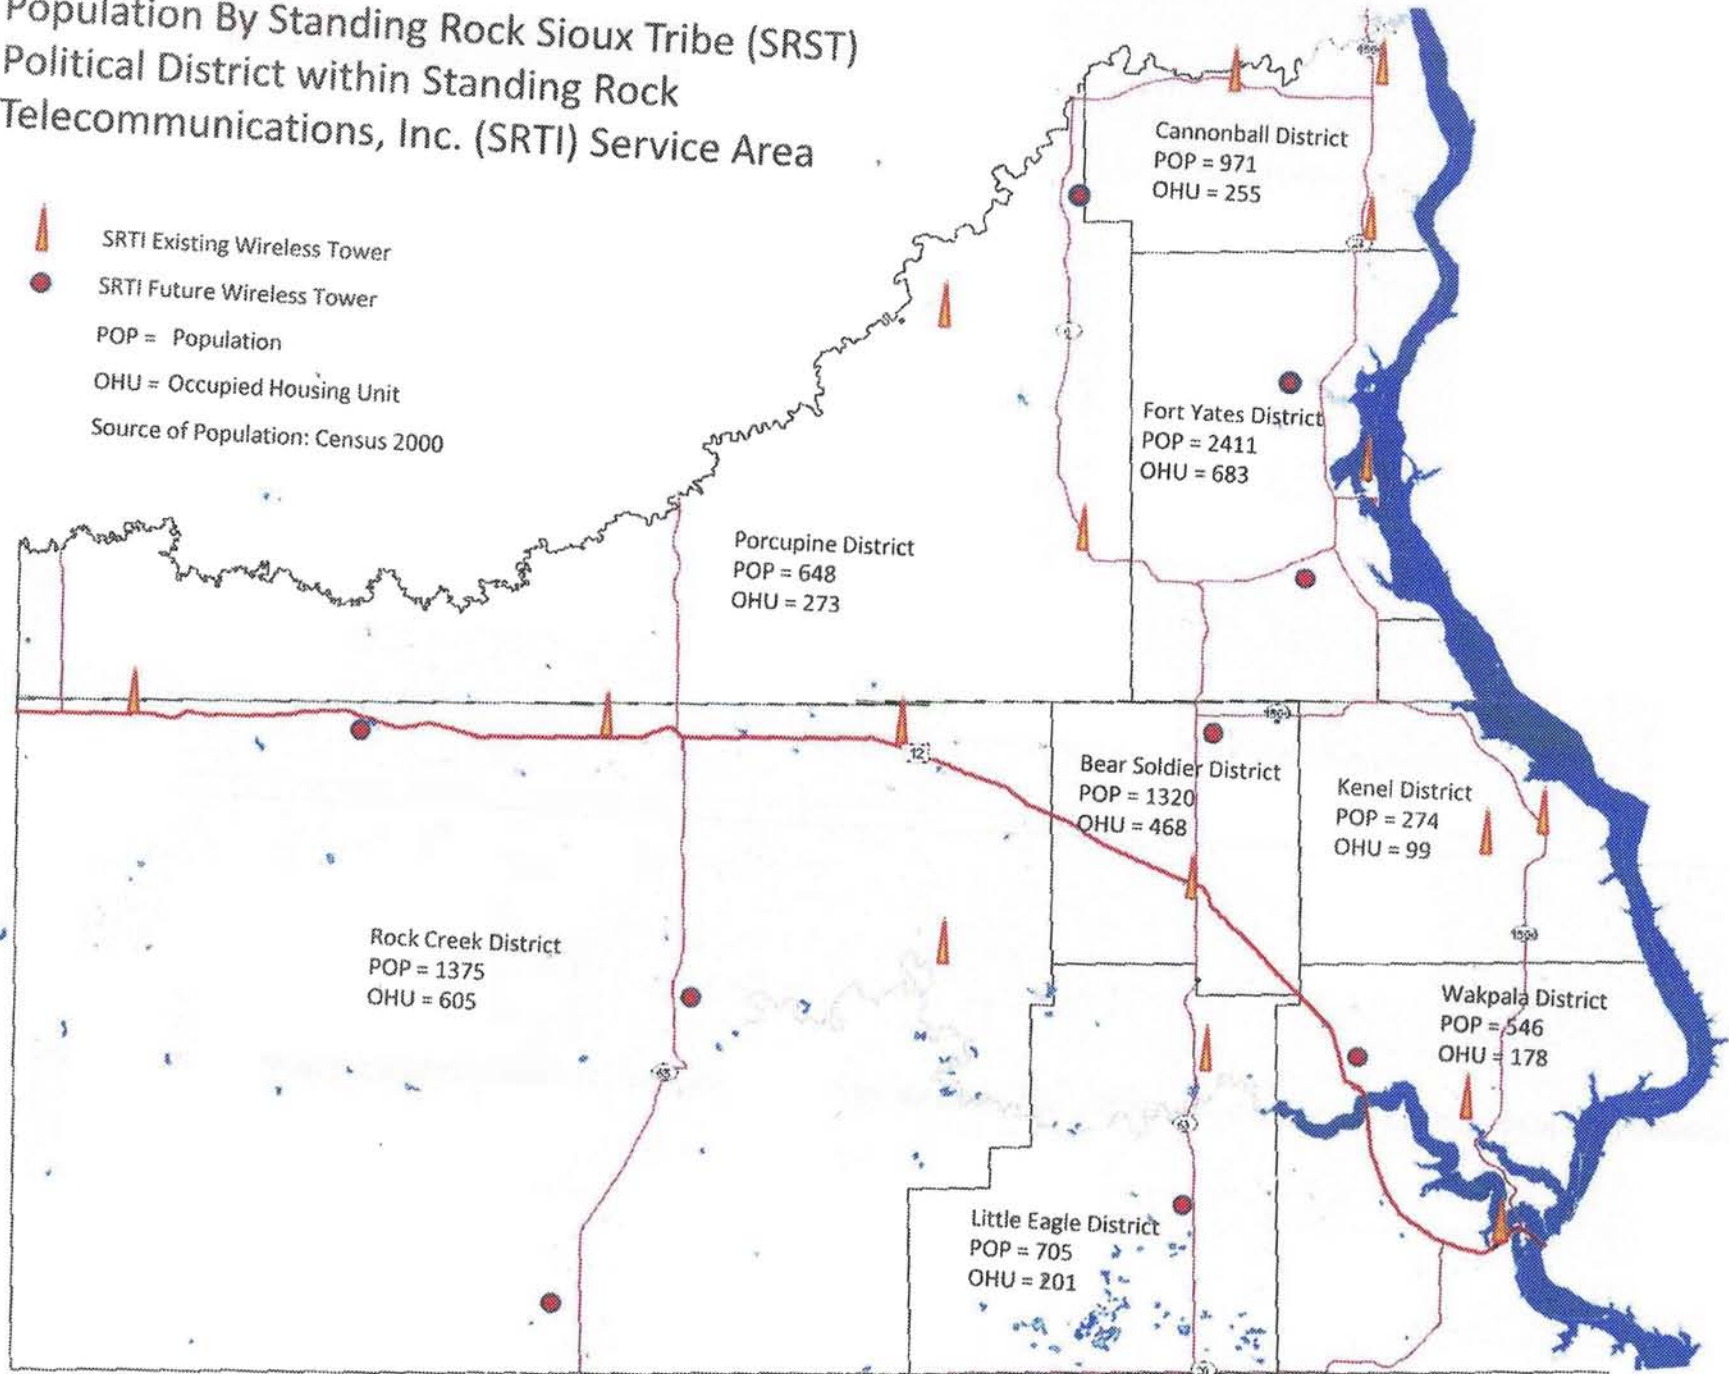 Population By Standing Rock Sioux Tribe (SRST)
Political District within Standing Rock
Telecommunications, Inc. (SRTI) Service Area
SRTI Existing Wireless Tower
SRTI Future Wireless Tower
POP = Population
OHU = Occupied Housing Unit
Source of Population: Census 2000
Cannonball District
POP = 971
OHU = 255
Fort Yates District
POP = 2411
OHU = 683
Porcupine District
POP = 648
OHU = 273
12
Bear Soldier District
POP = 1320
OHU = 468
Kenel District
POP = 274
OHU = 99
Rock Creek District
POP = 1375
OHU = 605
Wakpala District
POP = 546
OHU = 178
63
Little Eagle District
POP = 705
OHU = 201
20